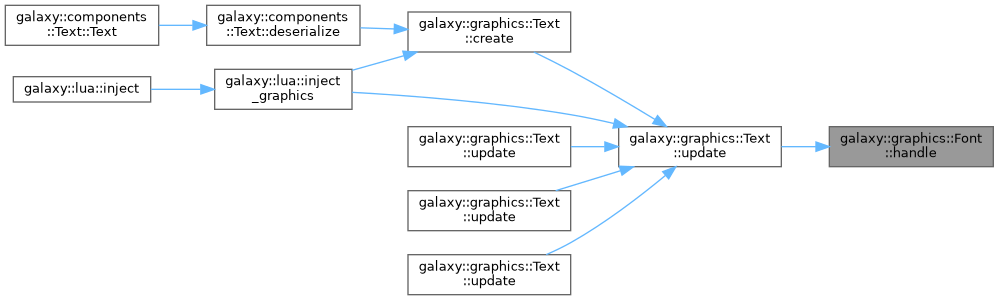 galaxy::components
::Text::Text
galaxy::components
::Text::deserialize
galaxy::graphics::Text
::create
galaxy::lua::inject
galaxy::lua::inject
_graphics
galaxy::graphics::Text
::update
galaxy::graphics::Text
::update
galaxy::graphics::Font
::handle
galaxy::graphics::Text
::update
galaxy::graphics::Text
::update